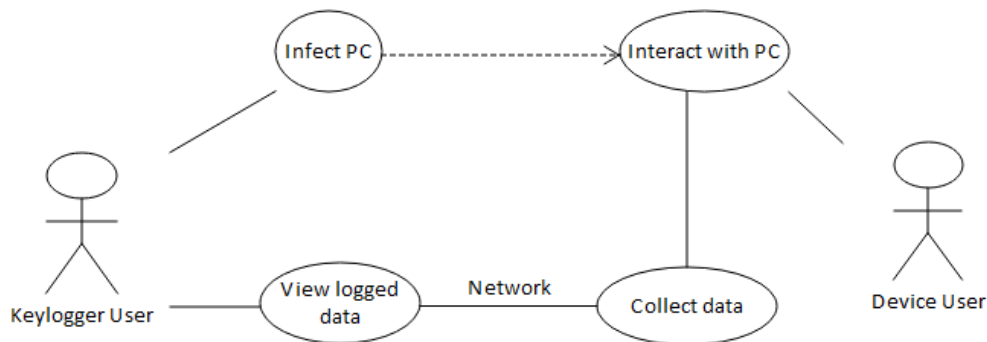 Infect PC
Interact with PC
Keylogger User
View logged
data
Network
Collect data
Device User